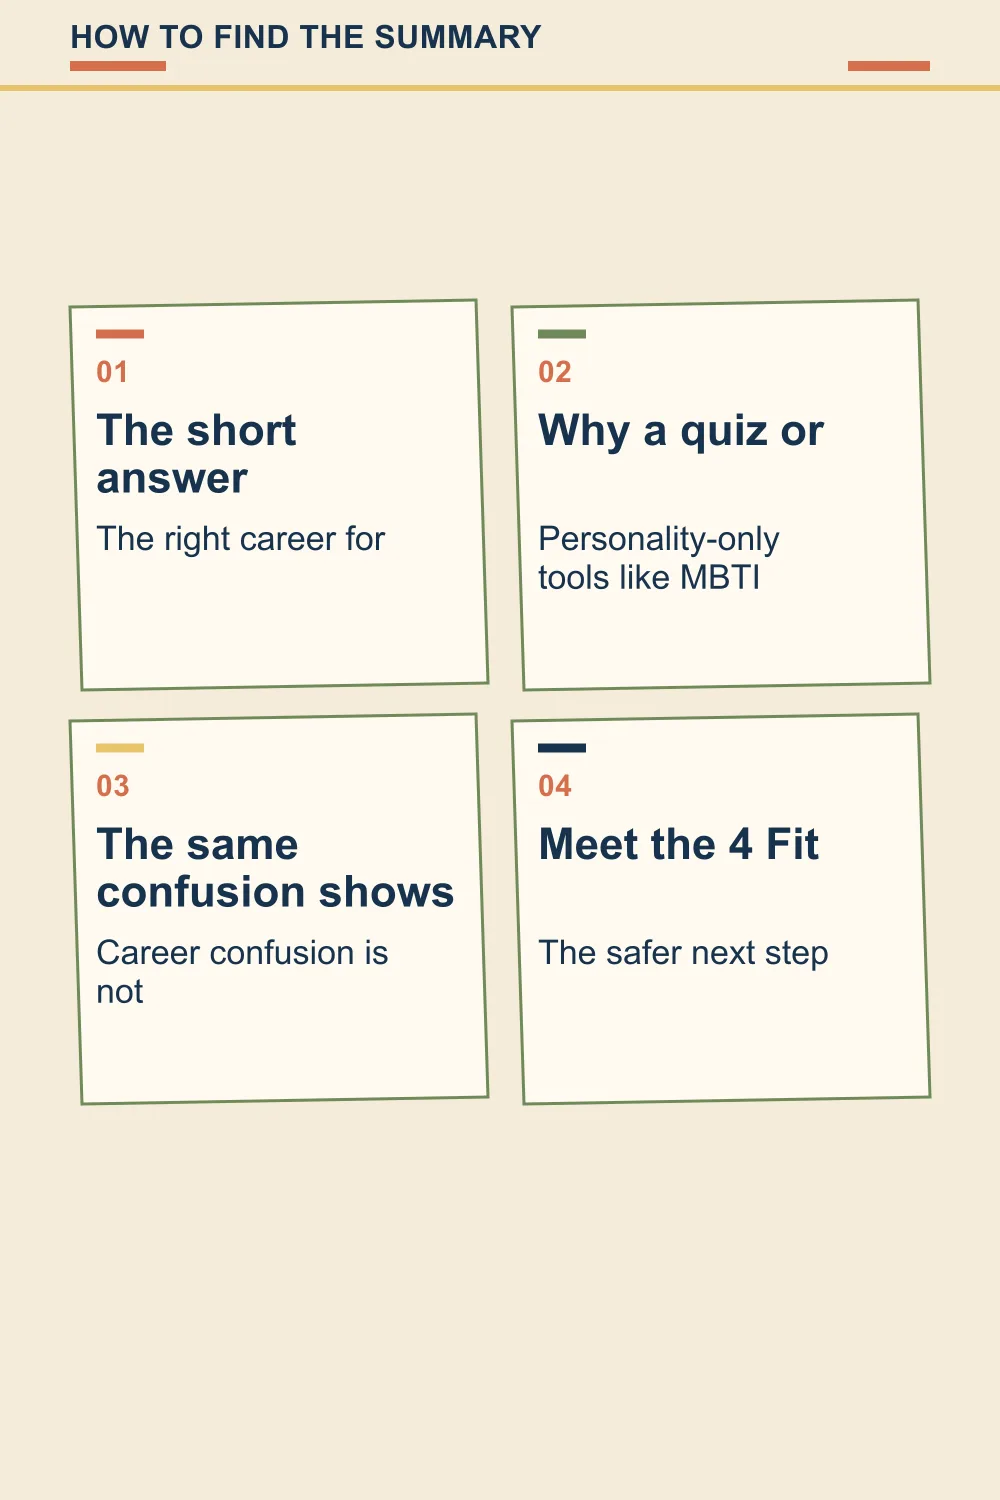 HOW TO FIND THE SUMMARY
01
The short
answer
The right career for
02
Why a quiz or
Personality-only
tools like MBTI
03
The same
confusion shows
Career confusion is
not
04
Meet the 4 Fit
The safer next step